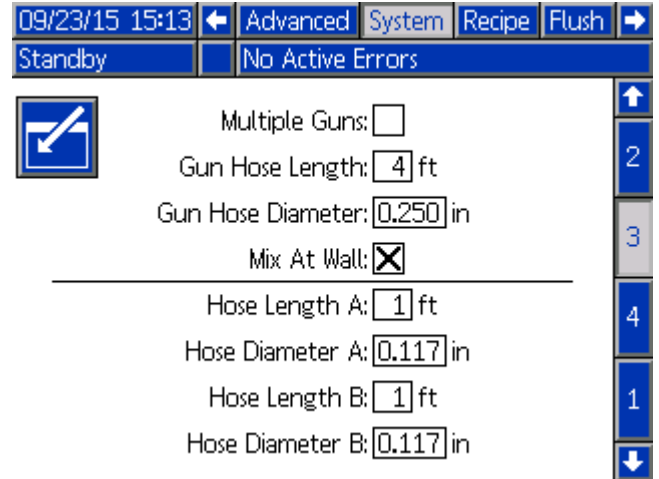 09/23/15 15:13 Advanced System Recipe Flush
Standby No Active Errors
Multiple Guns:
Gun Hose Length: 4 ft
Gun Hose Diameter: 0.250 in
Mix At Wall:
Hose Length A: 1 ft
Hose Diameter A: 0.117 in
Hose Length B: 1 ft
Hose Diameter B: 0.117 in
2
3
4
1